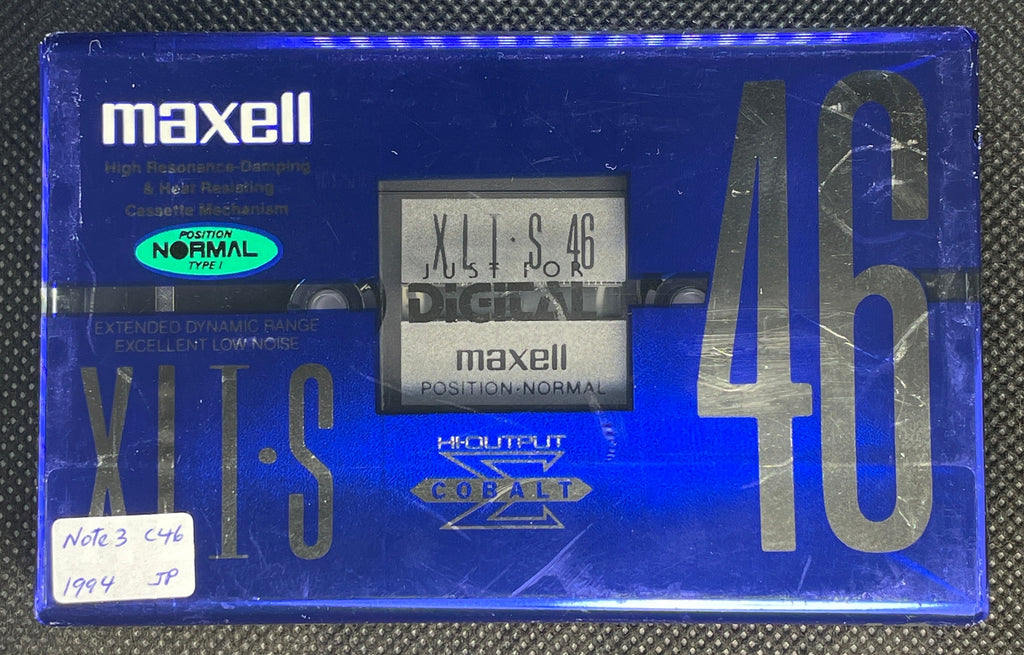 maxell
High Resonance-Damping
& Heat Resisting
Cassette Mechanism
POSITION
NORMAL
TYPE I
EXTENDED DYNAMIC RANGE
EXCELLENT LOW NOISE
XLI·S
46
XLI·S 46
JUST FOR
DiGiTAL
maxell
POSITION·NORMAL
HI-OUTPUT
Σ
COBALT
Note 3 C46
1994 JP